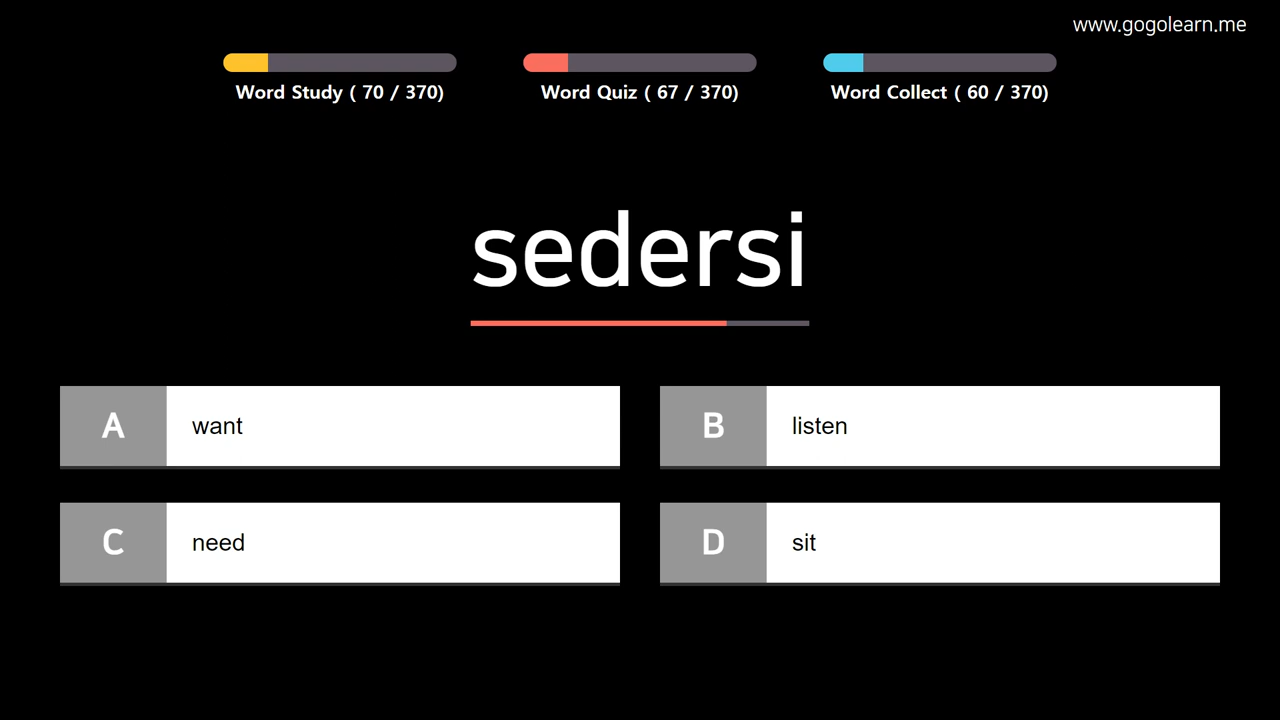 www.gogolearn.me
Word Study ( 70 / 370)
Word Quiz ( 67 / 370)
Word Collect ( 60 / 370)
sedersi
A want
B listen
C need
D sit